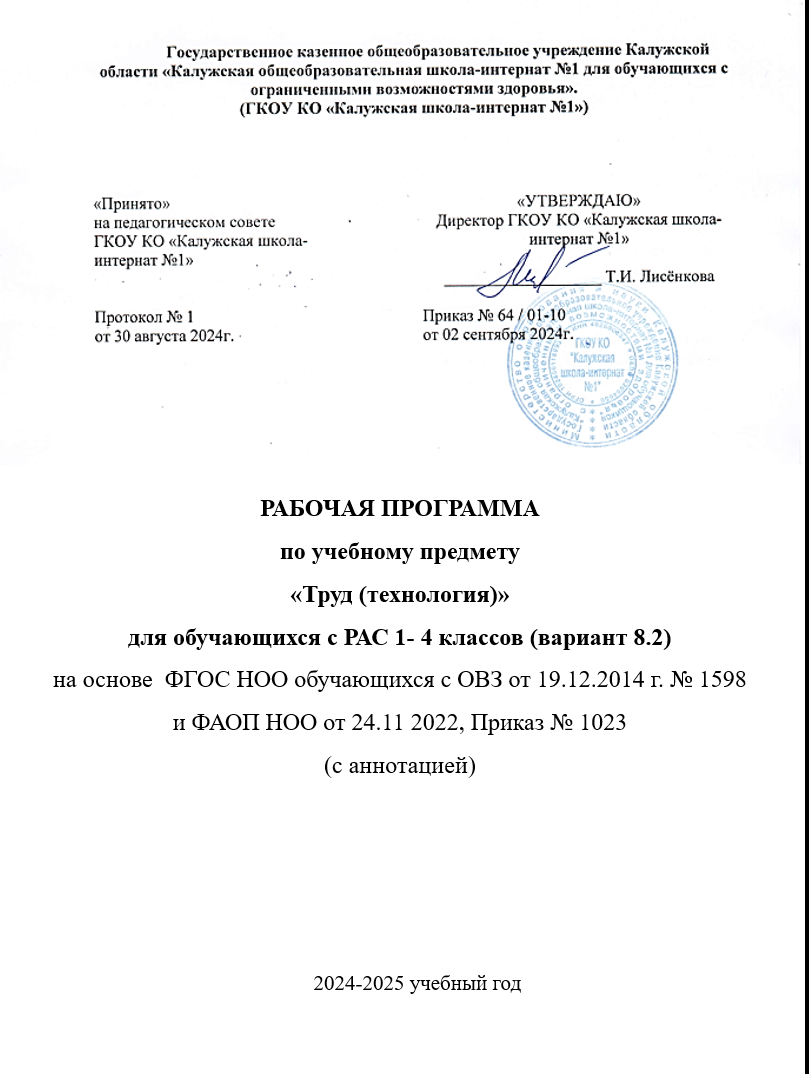 Государственное казенное общеобразовательное учреждение Калужской
области «Калужская общеобразовательная школа-интернат №1 для обучающихся с
ограниченными возможностями здоровья».
(ГКОУ КО «Калужская школа-интернат №1»)
«Принято»
на педагогическом совете
ГКОУ КО «Калужская школа-
интернат №1»
Протокол № 1
от 30 августа 2024г.
«УТВЕРЖДАЮ»
Директор ГКОУ КО «Калужская школа-
интернат №1»
Т.И. Лисёнкова
Приказ № 64 / 01-10
от 02 сентября 2024г.
ГКОУ КО
"Калужская
школа-интернат
№1"
РАБОЧАЯ ПРОГРАММА
по учебному предмету
«Труд (технология)»
для обучающихся с РАС 1- 4 классов (вариант 8.2)
на основе  ФГОС НОО обучающихся с ОВЗ от 19.12.2014 г. № 1598
и ФАОП НОО от 24.11 2022, Приказ № 1023
(с аннотацией)
2024-2025 учебный год